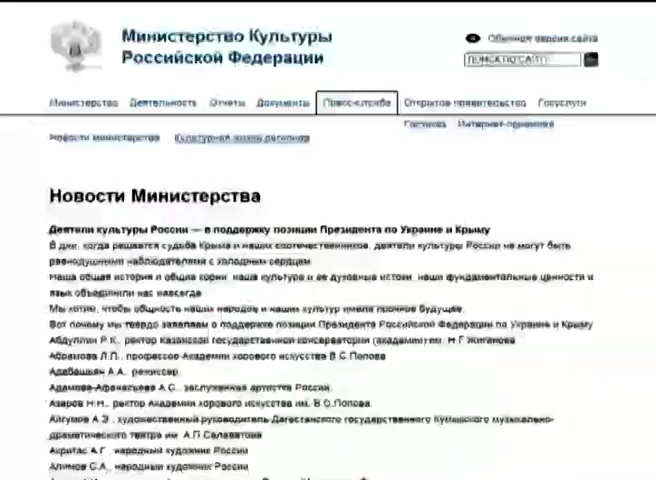 Министерство Культуры
Российской Федерации
Обычная версия сайта
ПОИСК ПО САЙТУ
Министерство Деятельность Отчеты Документы Пресс-служба Открытое правительство Госуслуги
Гостевая Интернет-приемная
Новости министерства Культурная жизнь регионов
Новости Министерства
Деятели культуры России — в поддержку позиции Президента по Украине и Крыму
В дни, когда решается судьба Крыма и наших соотечественников, деятели культуры России не могут быть
равнодушными наблюдателями с холодным сердцем.
Наша общая история и общие корни, наша культура и ее духовные истоки, наши фундаментальные ценности и
язык объединили нас навсегда.
Мы хотим, чтобы общность наших народов и наших культур имела прочное будущее.
Вот почему мы твердо заявляем о поддержке позиции Президента Российской Федерации по Украине и Крыму
Абдуллин Р.К., ректор Казанской государственной консерватории (академии) им. Н.Г.Жиганова
Абрамова Л.П., профессор Академии хорового искусства В.С.Попова
Адабашьян А.А., режиссер
Адамова-Афанасьева А.С., заслуженная артистка России
Азаров Н.Н., ректор Академии хорового искусства им. В.С.Попова
Айгумов А.Э., художественный руководитель Дагестанского государственного Кумыкского музыкально-
драматического театра им. А.П.Салаватова
Акритас А.Г., народный художник России
Алимов С.А., народный художник России